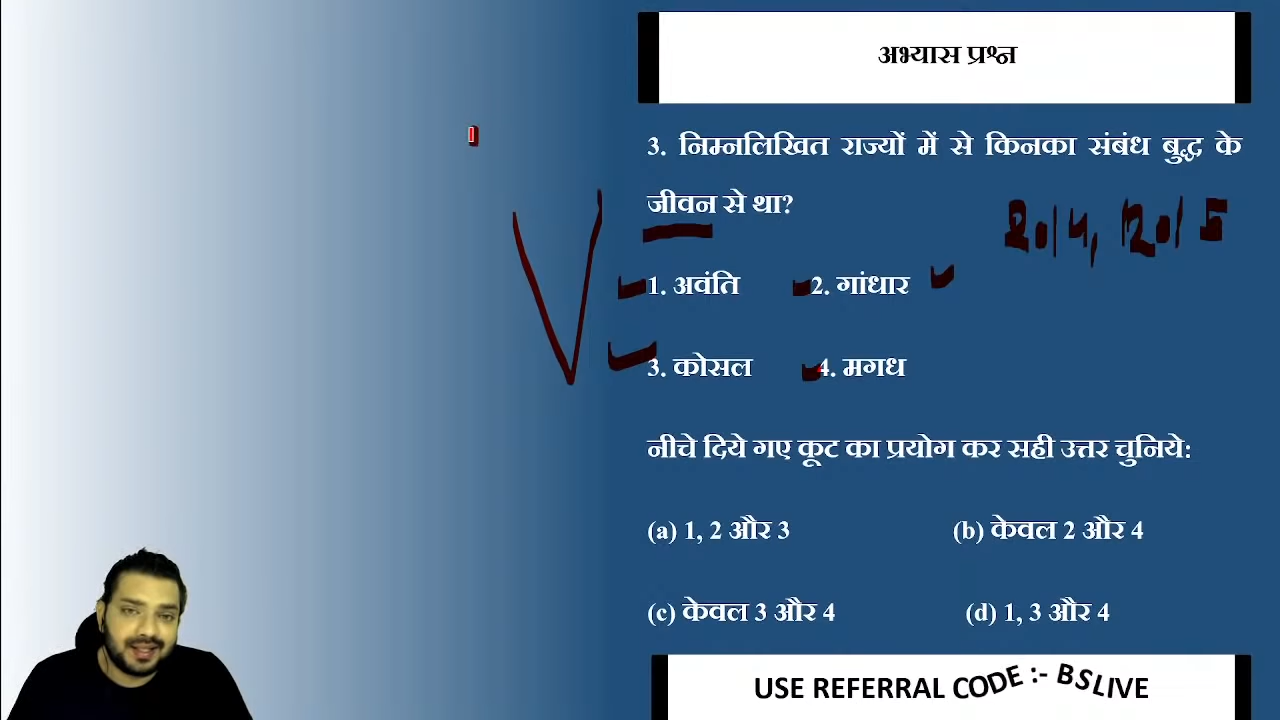 अभ्यास प्रश्न
3. निम्नलिखित राज्यों में से किनका संबंध बुद्ध के
जीवन से था?
2014, 2015
1. अवंति 2. गांधार
3. कोसल 4. मगध
नीचे दिये गए कूट का प्रयोग कर सही उत्तर चुनिये:
(a) 1, 2 और 3 (b) केवल 2 और 4
(c) केवल 3 और 4 (d) 1, 3 और 4
USE REFERRAL CODE :- BSLIVE